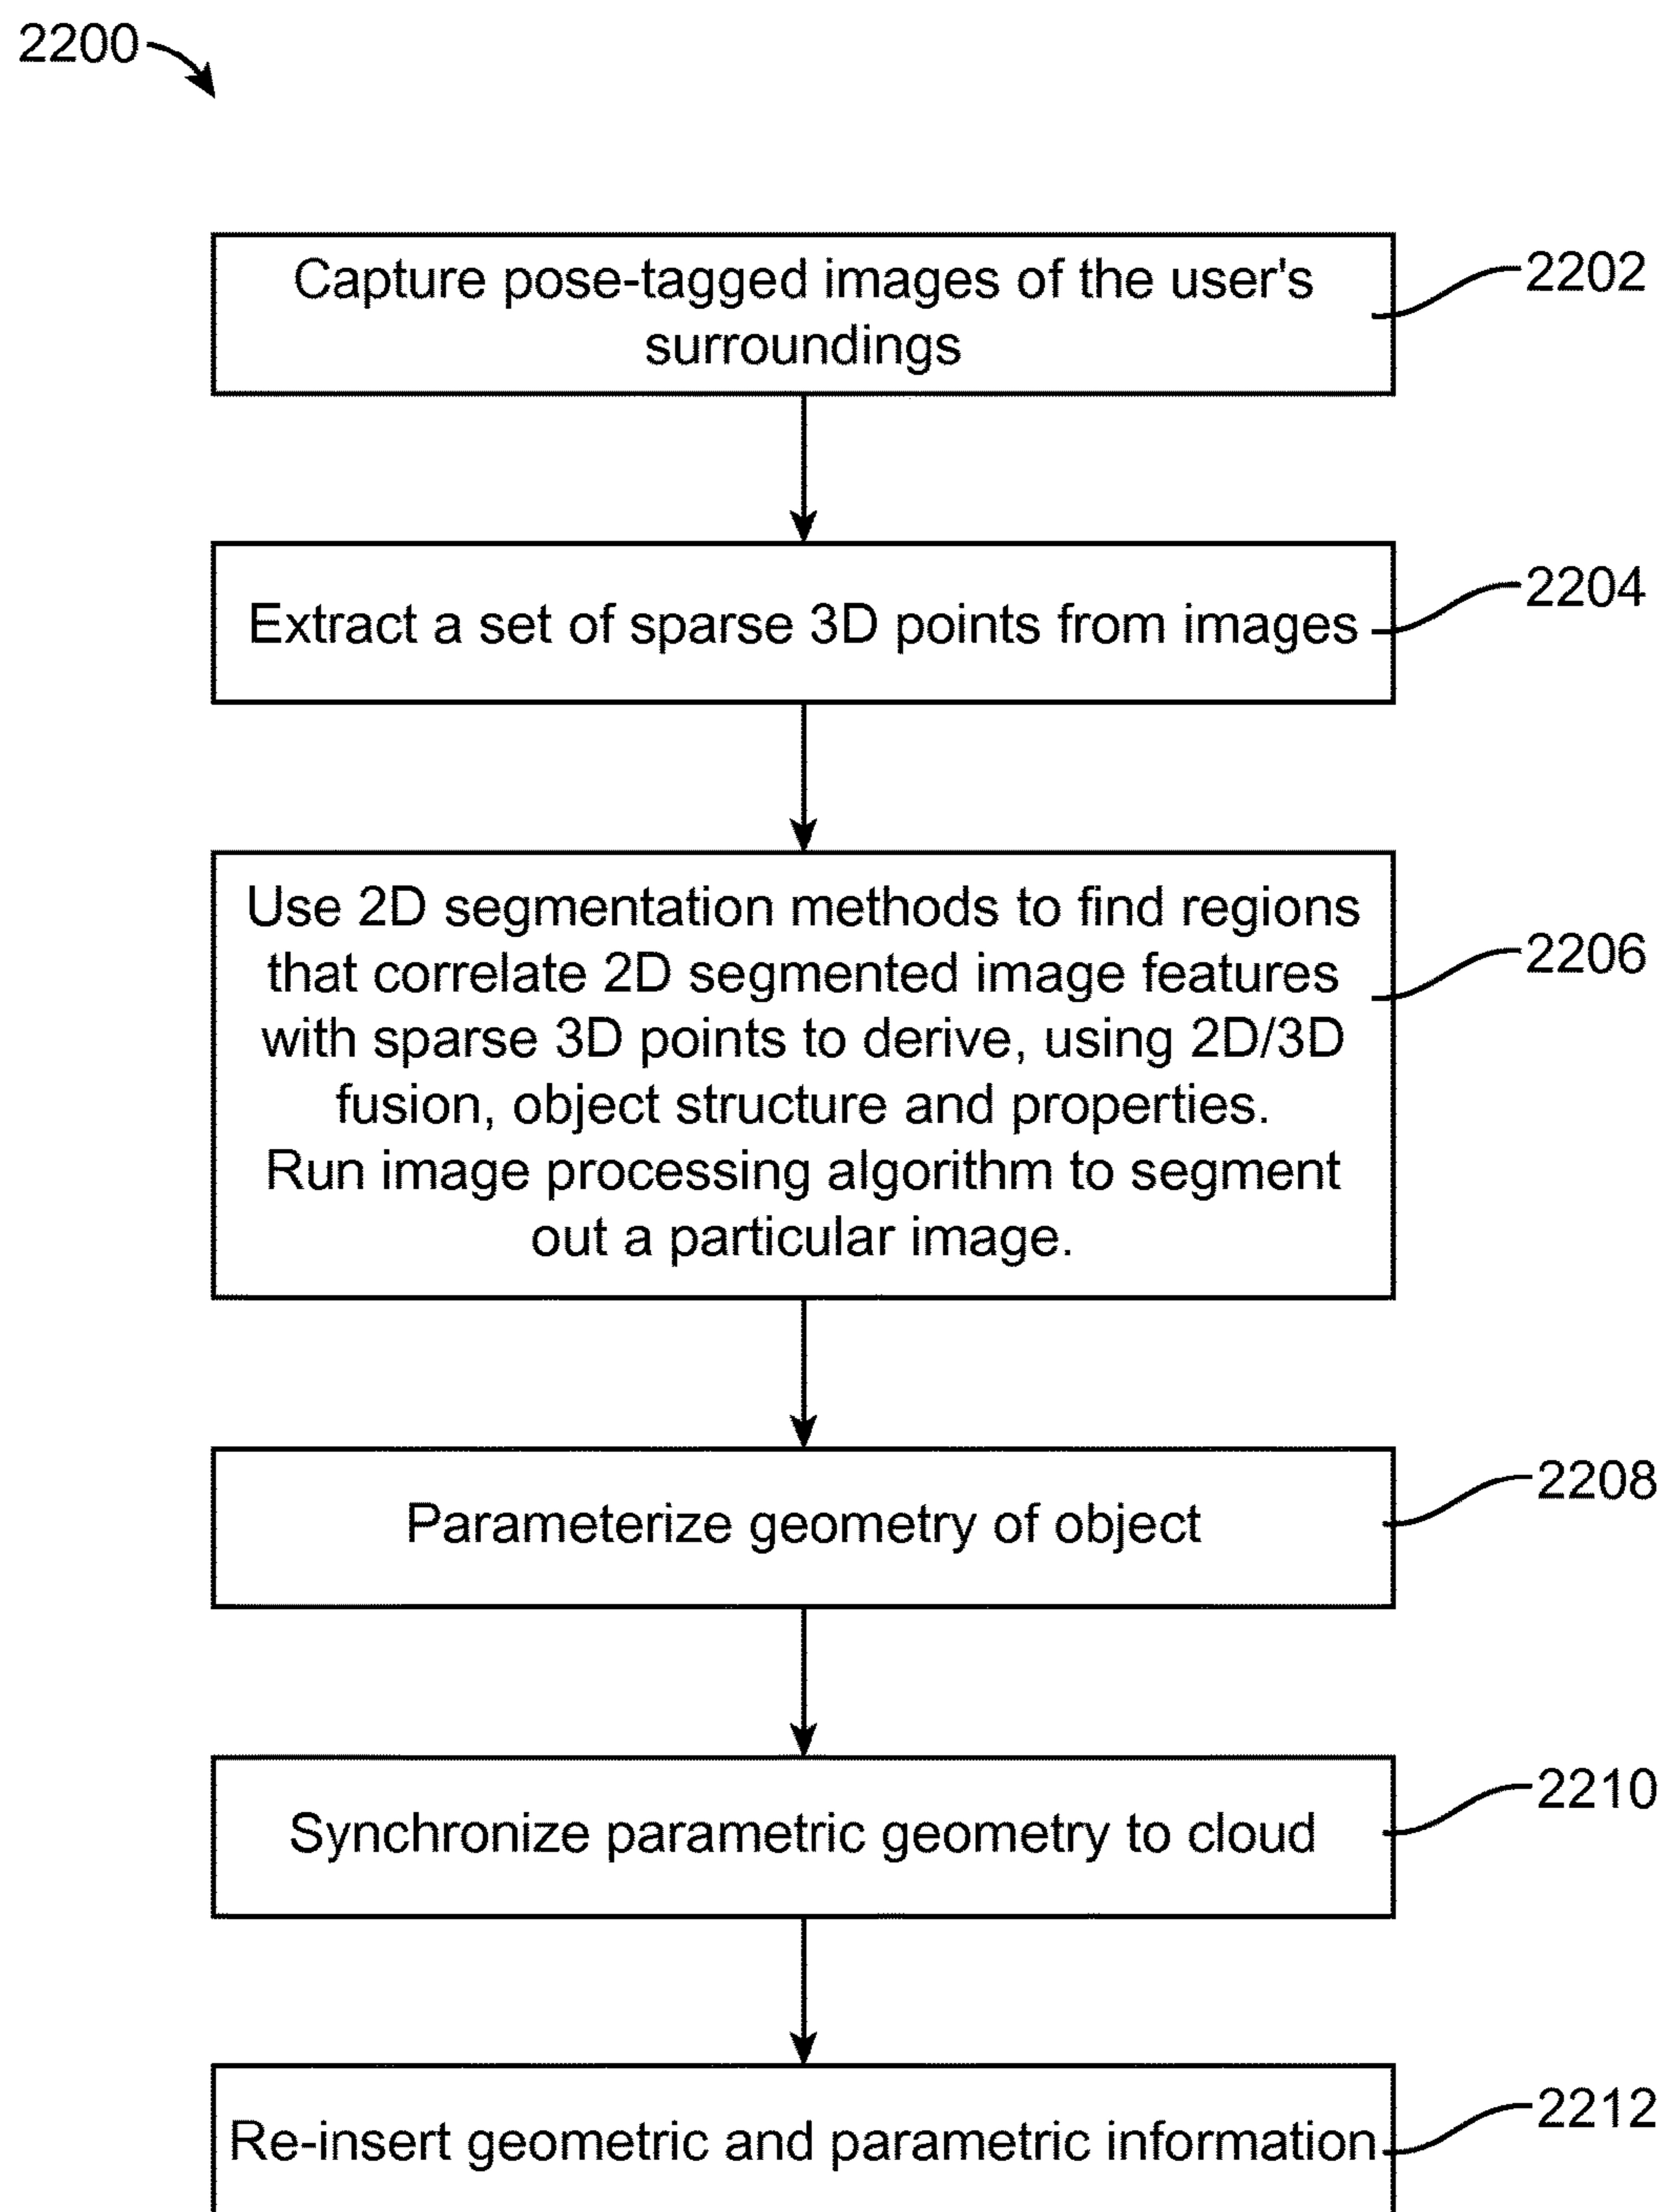 2200
Capture pose-tagged images of the user's
surroundings
2202
Extract a set of sparse 3D points from images
2204
Use 2D segmentation methods to find regions
that correlate 2D segmented image features
with sparse 3D points to derive, using 2D/3D
fusion, object structure and properties.
Run image processing algorithm to segment
out a particular image.
2206
Parameterize geometry of object
2208
Synchronize parametric geometry to cloud
2210
Re-insert geometric and parametric information
2212